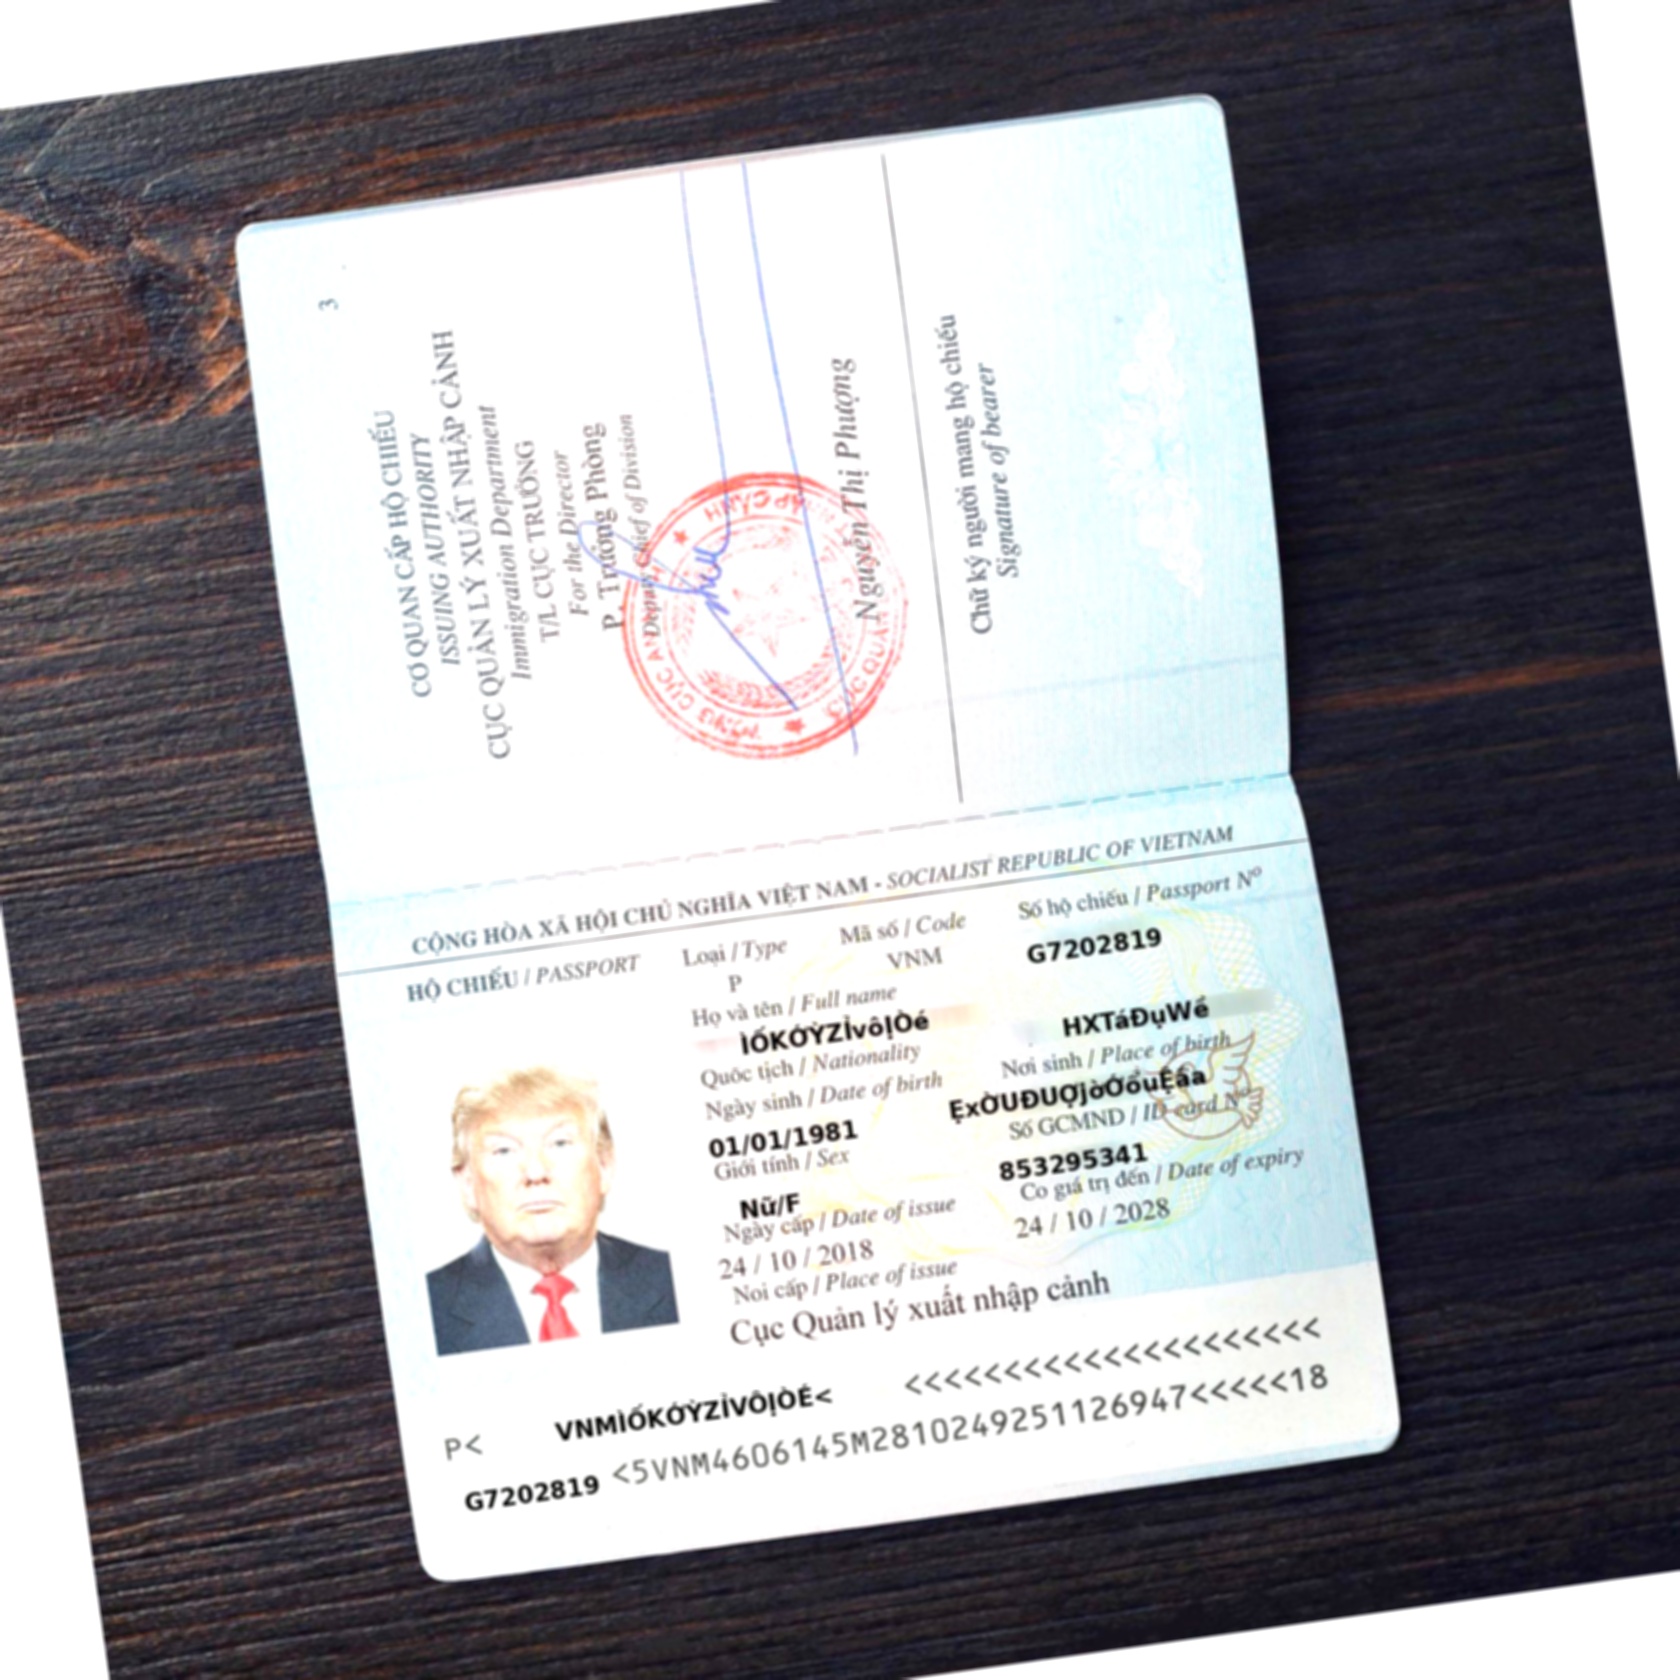 3
CƠ QUAN CẤP HỘ CHIẾU
ISSUING AUTHORITY
CỤC QUẢN LÝ XUẤT NHẬP CẢNH
Immigration Department
T/L CỤC TRƯỞNG
For the Director
P. Trưởng Phòng
Deputy Chief of Division
Nguyễn Thị Phượng
Chữ ký người mang hộ chiếu
Signature of bearer
CỘNG HÒA XÃ HỘI CHỦ NGHĨA VIỆT NAM - SOCIALIST REPUBLIC OF VIETNAM
HỘ CHIẾU / PASSPORT
Loại / Type
Mã số / Code
Số hộ chiếu / Passport Nº
P
VNM
G7202819
Họ và tên / Full name
ÌỐKÓỲZỈvôỊÒé
HXTáĐụWề
Quốc tịch / Nationality
Nơi sinh / Place of birth
Ngày sinh / Date of birth
01/01/1981
Số GCMND / ID card Nº
Giới tính / Sex
853295341
Nữ/F
Có giá trị đến / Date of expiry
Ngày cấp / Date of issue
24 / 10 / 2018
24 / 10 / 2028
Nơi cấp / Place of issue
Cục Quản lý xuất nhập cảnh
P< VNMÌỐKÓỲZỈVÔỊÒÉ< <<<<<<<<<<<<<<<<<<<<<
G7202819 <5VNM4606145M2810249251126947<<<<<18